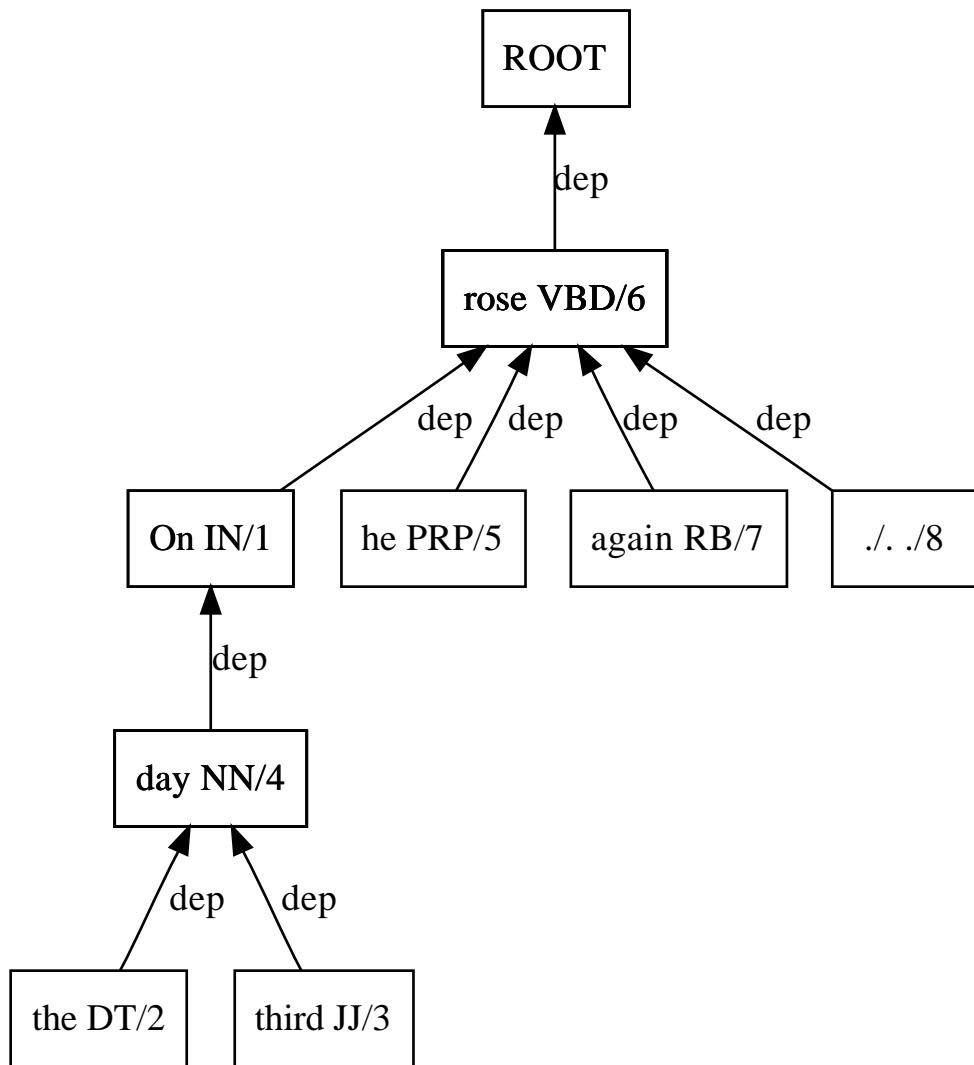 ROOT
dep
rose VBD/6
dep dep dep dep
On IN/1 he PRP/5 again RB/7 ./. ./8
dep
day NN/4
dep dep
the DT/2 third JJ/3